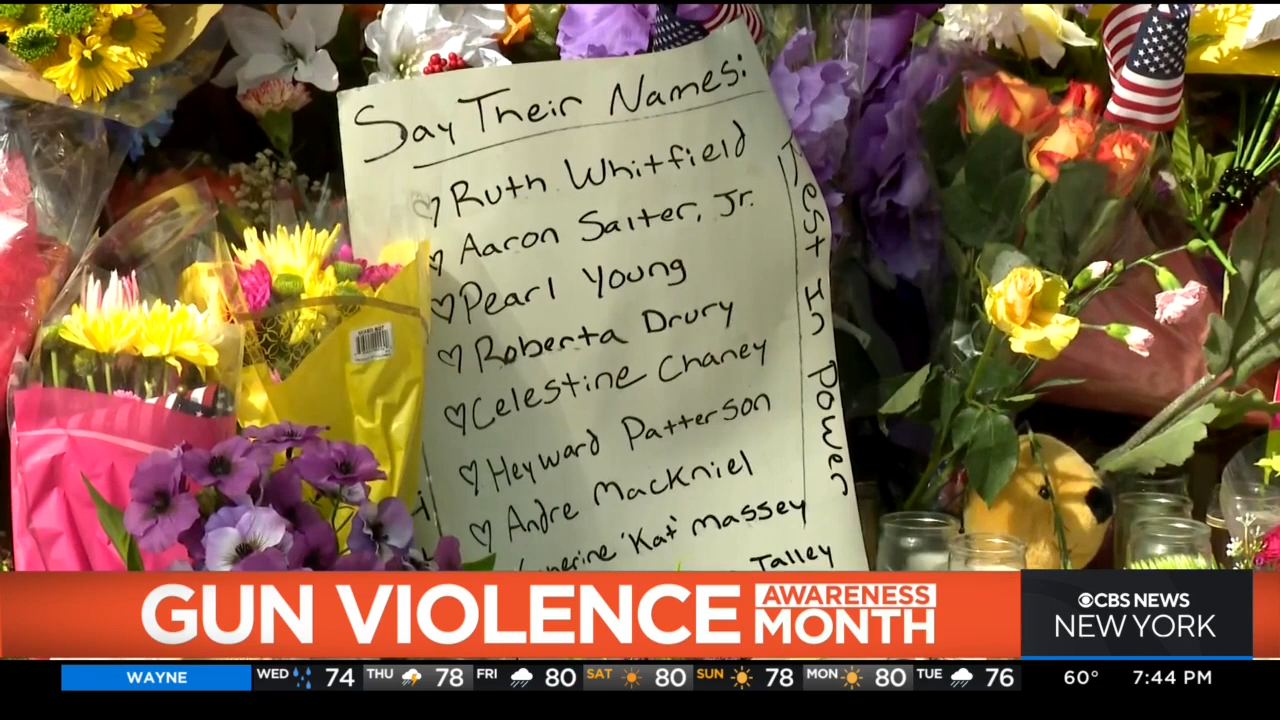 Say Their Names:
Ruth Whitfield
Aaron Salter, Jr.
Pearl Young
Roberta Drury
Celestine Chaney
Heyward Patterson
Andre Mackniel
'Kat' Massey
Talley
Rest In Power
GUN VIOLENCE AWARENESS MONTH
CBS NEWS
NEW YORK
WAYNE WED 74 THU 78 FRI 80 SAT 80 SUN 78 MON 80 TUE 76 60° 7:44 PM